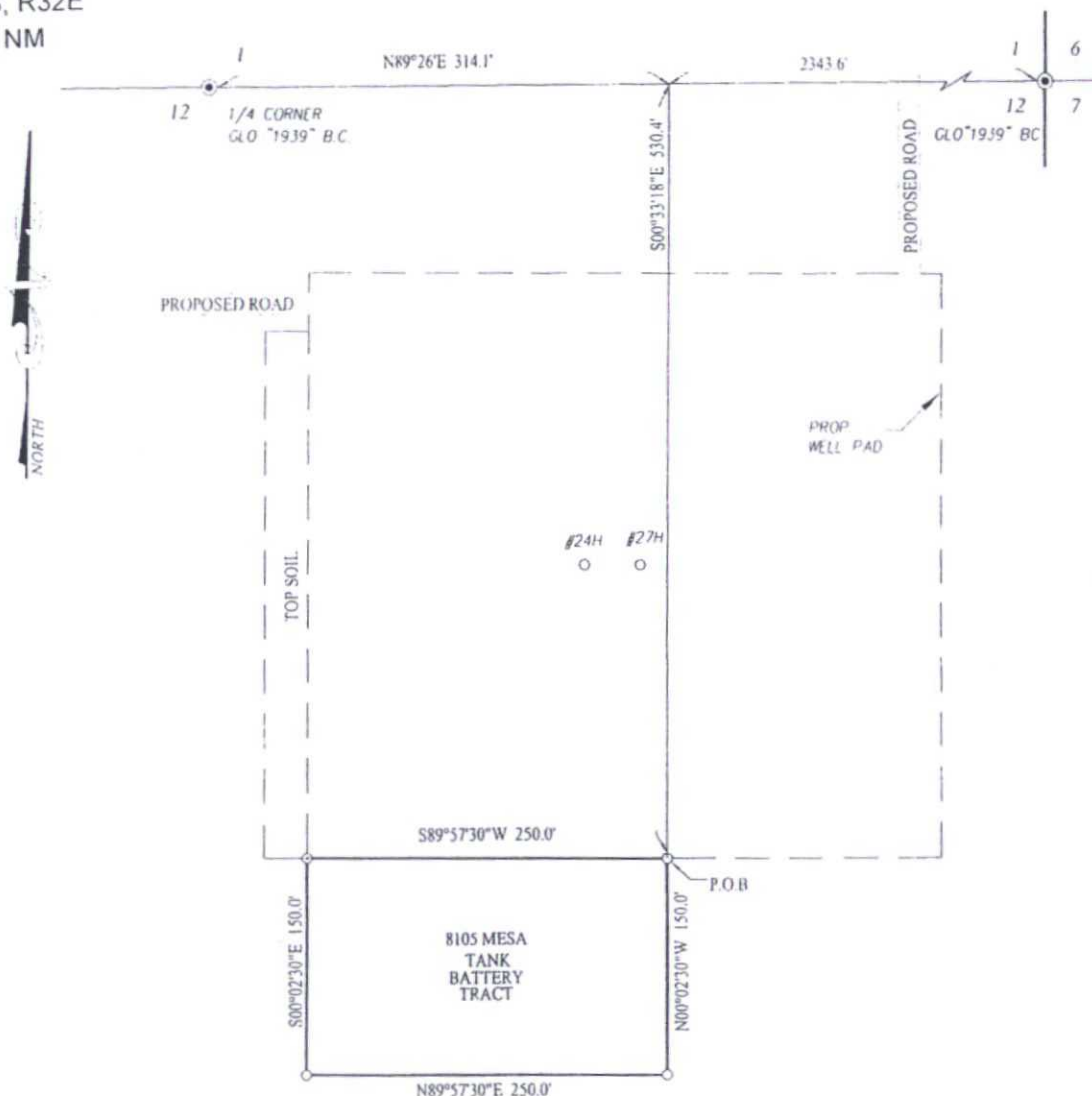 R32E
NM
1
N89°26'E 314.1'
2343.6'
1
6
12
1/4 CORNER
GLO "1939" B.C.
12
7
GLO "1939" BC
S00°33'18"E 530.4'
PROPOSED ROAD
PROPOSED ROAD
NORTH
PROP.
WELL PAD
#24H
#27H
TOP SOIL
S89°57'30"W 250.0'
P.O.B
S00°02'30"E 150.0'
8105 MESA
TANK
BATTERY
TRACT
N00°02'30"W 150.0'
N89°57'30"E 250.0'